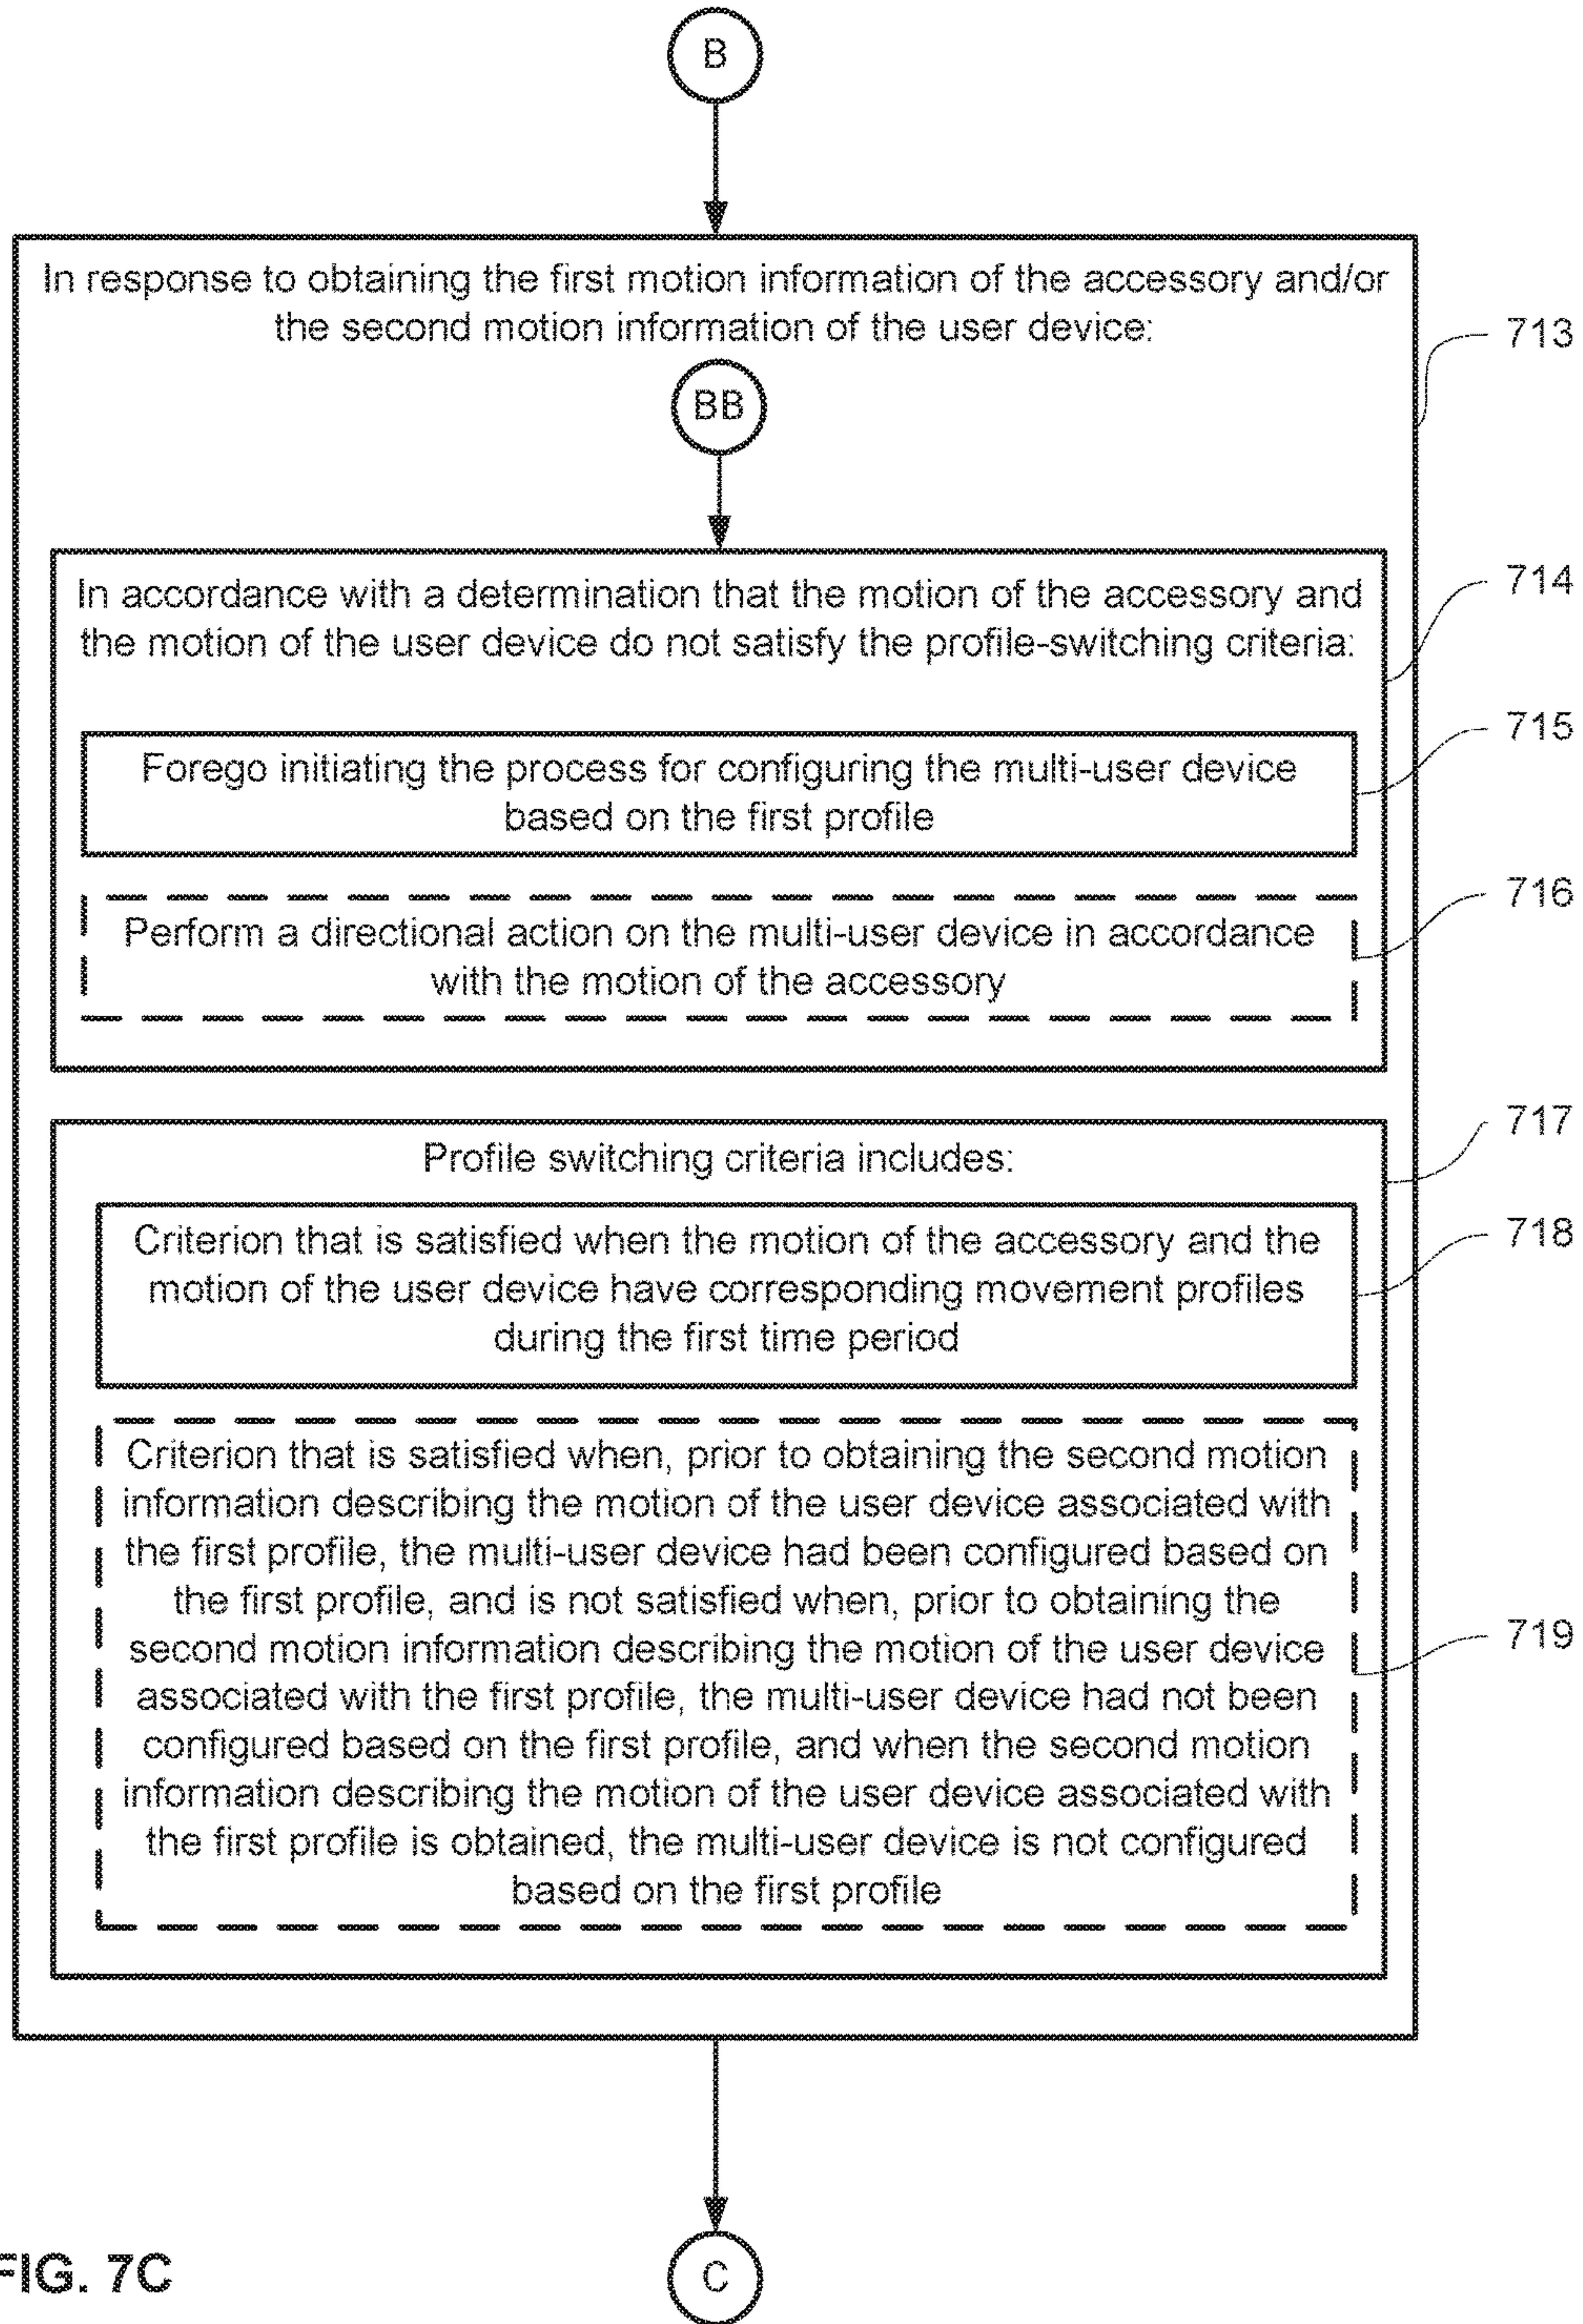 B
In response to obtaining the first motion information of the accessory and/or
the second motion information of the user device:
713
BB
In accordance with a determination that the motion of the accessory and
the motion of the user device do not satisfy the profile-switching criteria:
714
Forego initiating the process for configuring the multi-user device
based on the first profile
715
Perform a directional action on the multi-user device in accordance
with the motion of the accessory
716
Profile switching criteria includes:
717
Criterion that is satisfied when the motion of the accessory and the
motion of the user device have corresponding movement profiles
during the first time period
718
Criterion that is satisfied when, prior to obtaining the second motion
information describing the motion of the user device associated with
the first profile, the multi-user device had been configured based on
the first profile, and is not satisfied when, prior to obtaining the
second motion information describing the motion of the user device
associated with the first profile, the multi-user device had not been
configured based on the first profile, and when the second motion
information describing the motion of the user device associated with
the first profile is obtained, the multi-user device is not configured
based on the first profile
719
C
FIG. 7C